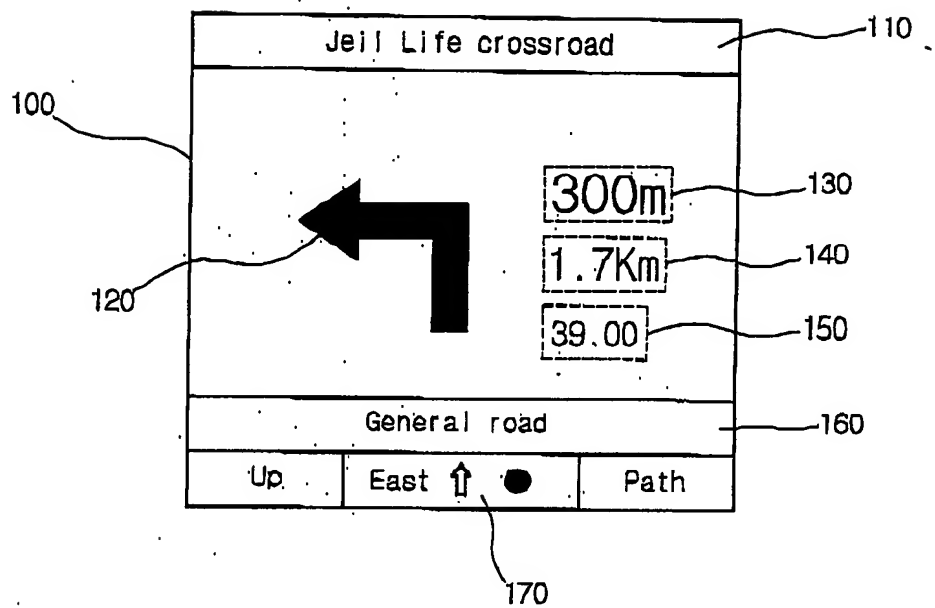 Jeil Life crossroad
110
100
300m
130
1.7Km
140
120
39.00
150
General road
160
Up East Path
170